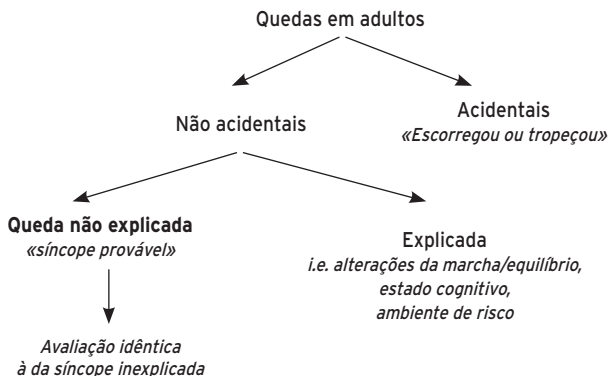 Quedas em adultos
Não acidentais
Acidentais
«Escorregou ou tropeçou»
Queda não explicada
«síncope provável»
Explicada
i.e. alterações da marcha/equilíbrio,
estado cognitivo,
ambiente de risco
Avaliação idêntica
à da síncope inexplicada